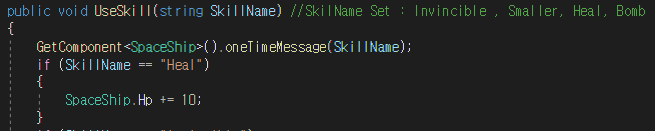 public void UseSkill(string SkillName) //SkilName Set : Invincible , Smaller, Heal, Bomb
{
GetComponent<SpaceShip>().oneTimeMessage(SkillName);
if (SkillName == "Heal")
{
SpaceShip.Hp += 10;
}